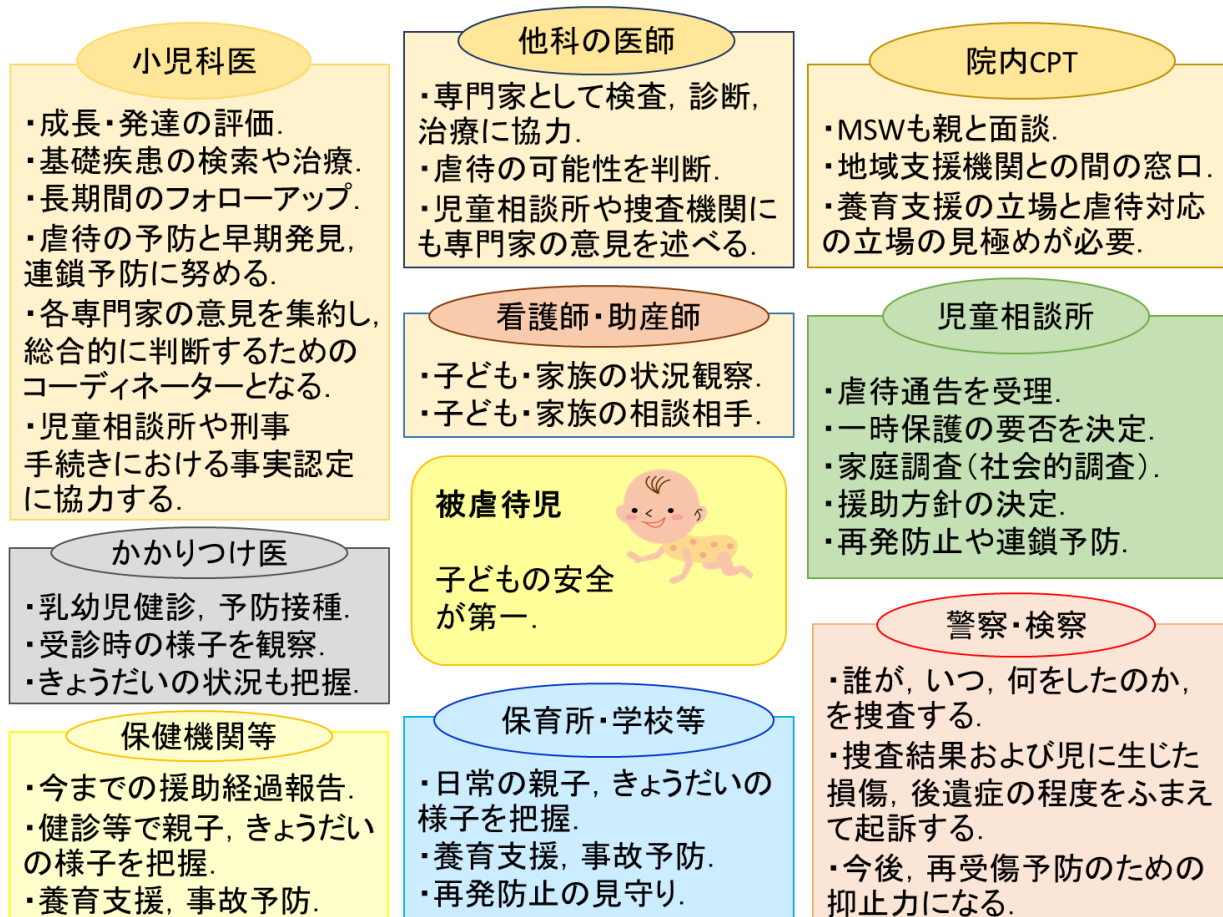 小児科医
・成長・発達の評価.
・基礎疾患の検索や治療.
・長期間のフォローアップ.
・虐待の予防と早期発見,
連鎖予防に努める.
・各専門家の意見を集約し,
総合的に判断するための
コーディネーターとなる.
・児童相談所や刑事
手続きにおける事実認定
に協力する.
他科の医師
・専門家として検査, 診断,
治療に協力.
・虐待の可能性を判断.
・児童相談所や捜査機関に
も専門家の意見を述べる.
院内CPT
・MSWも親と面談.
・地域支援機関との間の窓口.
・養育支援の立場と虐待対応
の立場の見極めが必要.
看護師・助産師
・子ども・家族の状況観察.
・子ども・家族の相談相手.
児童相談所
・虐待通告を受理.
・一時保護の要否を決定.
・家庭調査(社会的調査).
・援助方針の決定.
・再発防止や連鎖予防.
被虐待児
子どもの安全
が第一.
かかりつけ医
・乳幼児健診, 予防接種.
・受診時の様子を観察.
・きょうだいの状況も把握.
保健機関等
・今までの援助経過報告.
・健診等で親子, きょうだい
の様子を把握.
・養育支援, 事故予防.
保育所・学校等
・日常の親子, きょうだいの
様子を把握.
・養育支援, 事故予防.
・再発防止の見守り.
警察・検察
・誰が, いつ, 何をしたのか,
を捜査する.
・捜査結果および児に生じた
損傷, 後遺症の程度をふまえ
て起訴する.
・今後, 再受傷予防のための
抑止力になる.